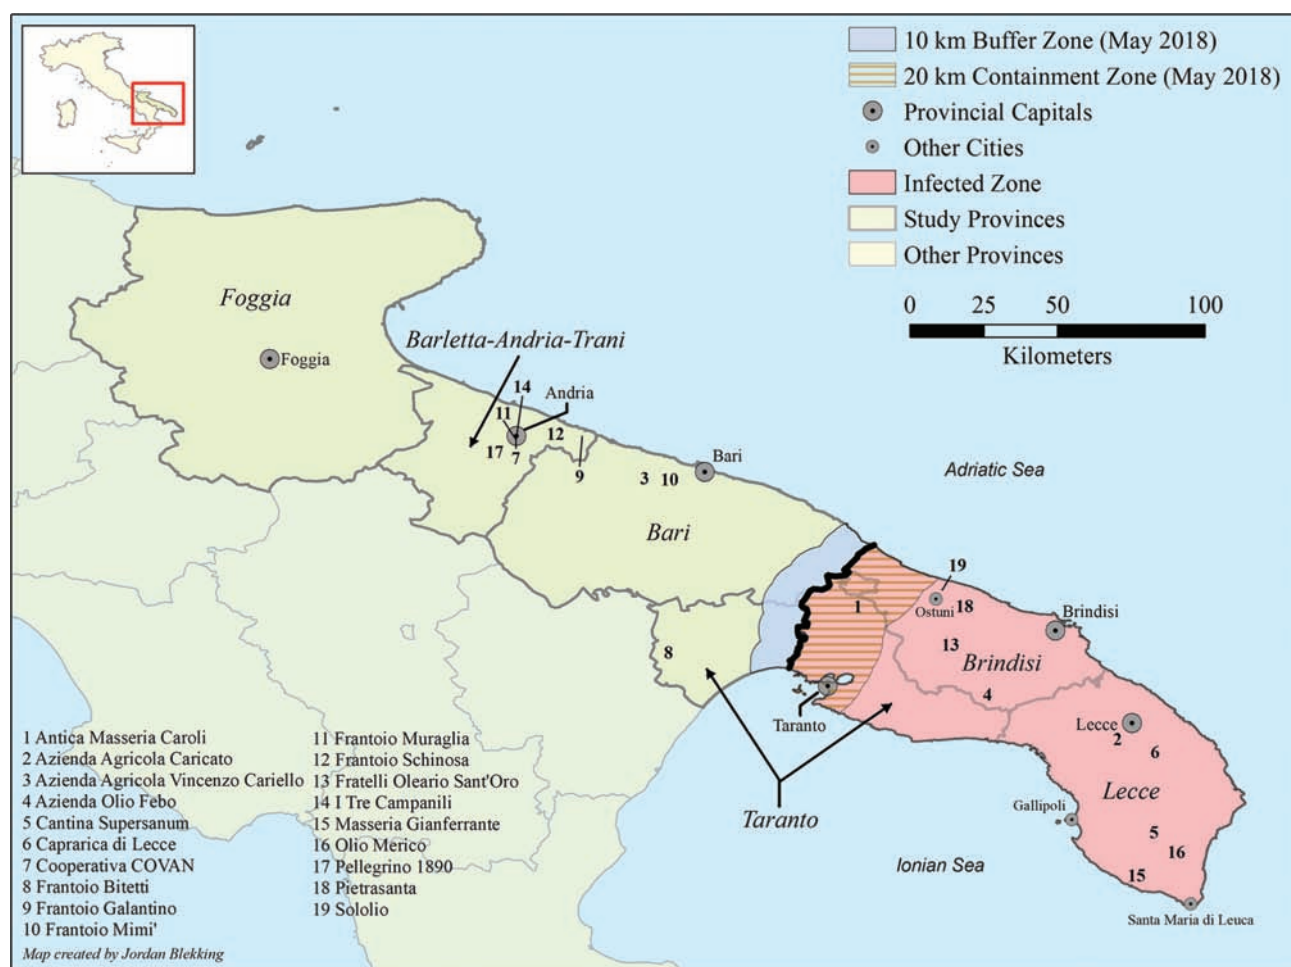 10 km Buffer Zone (May 2018)
20 km Containment Zone (May 2018)
Provincial Capitals
Other Cities
Infected Zone
Study Provinces
Other Provinces
0 25 50 100
Kilometers
Foggia
Foggia
Barletta-Andria-Trani
14
Andria
11
12
17
7
9
3
10
Bari
Bari
Adriatic Sea
19
1
Ostuni
18
Brindisi
13
Brindisi
8
4
Taranto
Lecce
2
6
Lecce
Gallipoli
Taranto
5
16
15
Ionian Sea
Santa Maria di Leuca
1 Antica Masseria Caroli
2 Azienda Agricola Caricato
3 Azienda Agricola Vincenzo Cariello
4 Azienda Olio Febo
5 Cantina Supersanum
6 Caprarica di Lecce
7 Cooperativa COVAN
8 Frantoio Bitetti
9 Frantoio Galantino
10 Frantoio Mimi'
11 Frantoio Muraglia
12 Frantoio Schinosa
13 Fratelli Oleario Sant'Oro
14 I Tre Campanili
15 Masseria Gianferrante
16 Olio Merico
17 Pellegrino 1890
18 Pietrasanta
19 Sololio
Map created by Jordan Blekking